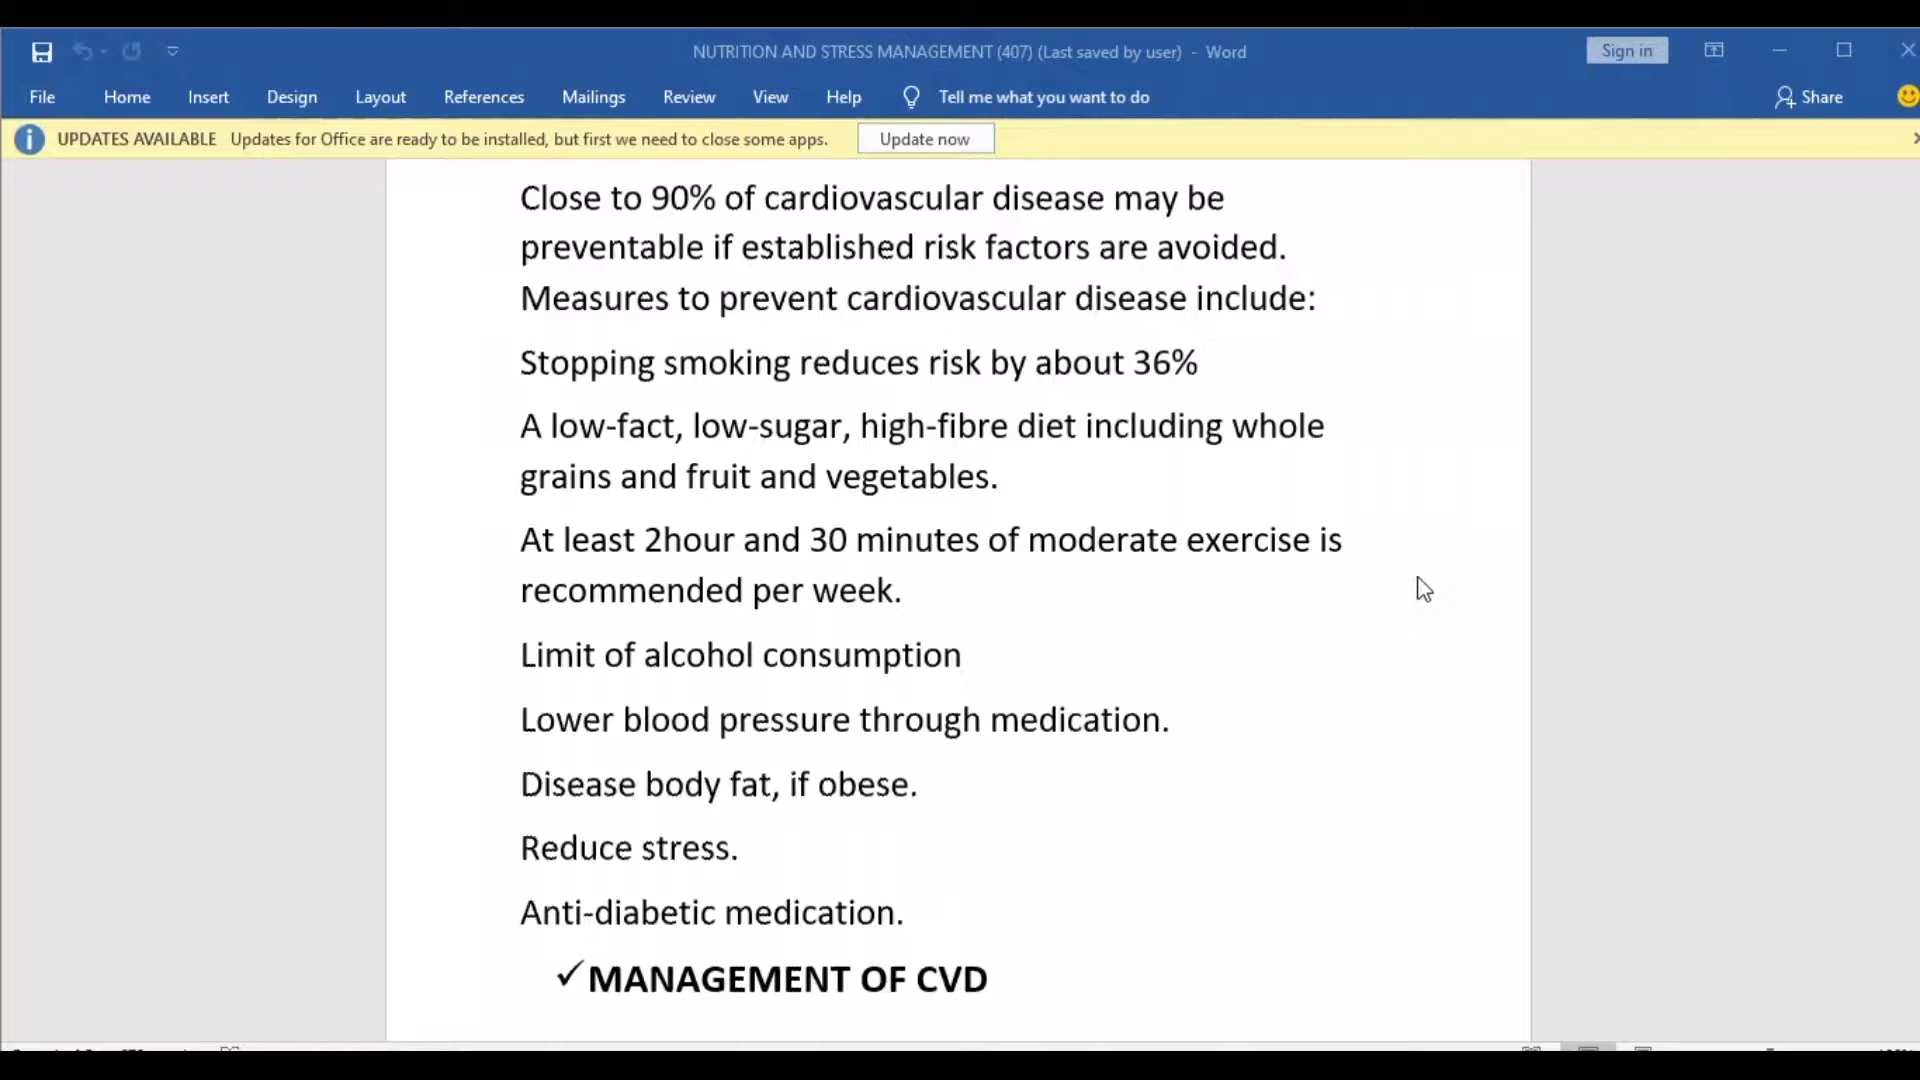 NUTRITION AND STRESS MANAGEMENT (407) (Last saved by user) - Word
Sign in
File Home Insert Design Layout References Mailings Review View Help Tell me what you want to do Share
UPDATES AVAILABLE Updates for Office are ready to be installed, but first we need to close some apps. Update now
Close to 90% of cardiovascular disease may be
preventable if established risk factors are avoided.
Measures to prevent cardiovascular disease include:
Stopping smoking reduces risk by about 36%
A low-fact, low-sugar, high-fibre diet including whole
grains and fruit and vegetables.
At least 2hour and 30 minutes of moderate exercise is
recommended per week.
Limit of alcohol consumption
Lower blood pressure through medication.
Disease body fat, if obese.
Reduce stress.
Anti-diabetic medication.
✓MANAGEMENT OF CVD